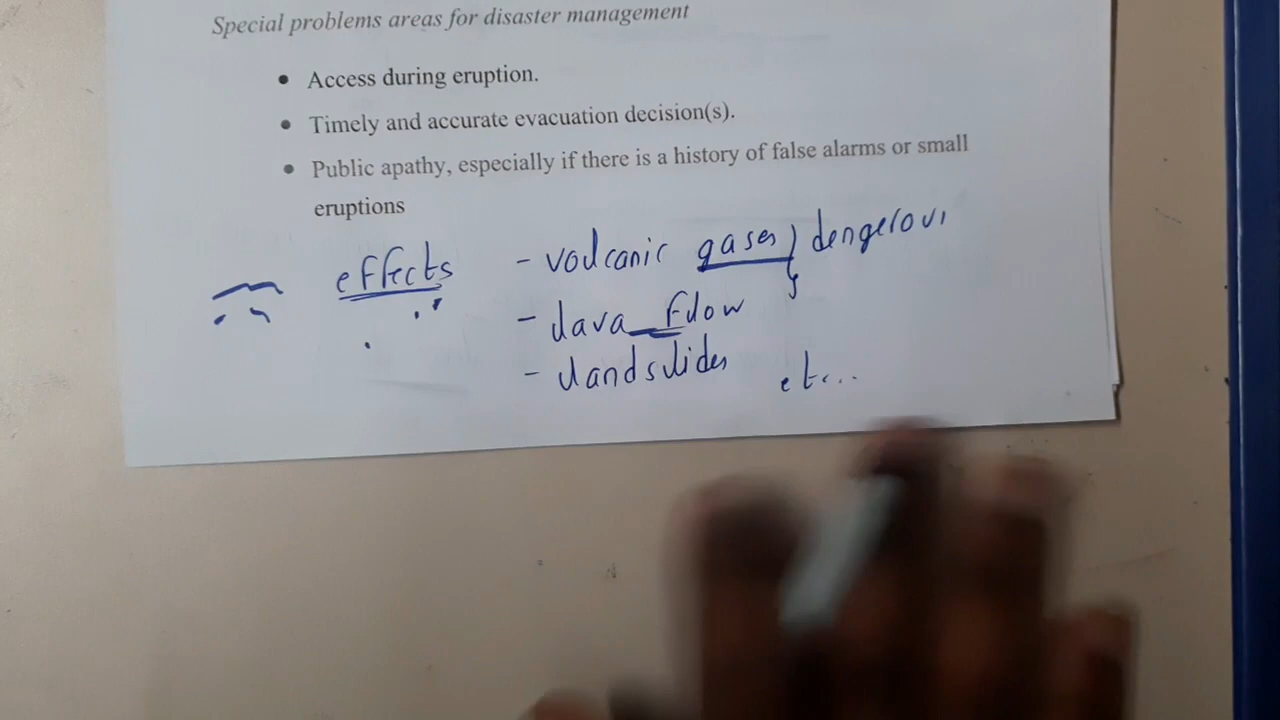 Special problems areas for disaster management
• Access during eruption.
• Timely and accurate evacuation decision(s).
• Public apathy, especially if there is a history of false alarms or small
eruptions
effects - volcanic gases, dengerous
- lava flow
- landslides etc...